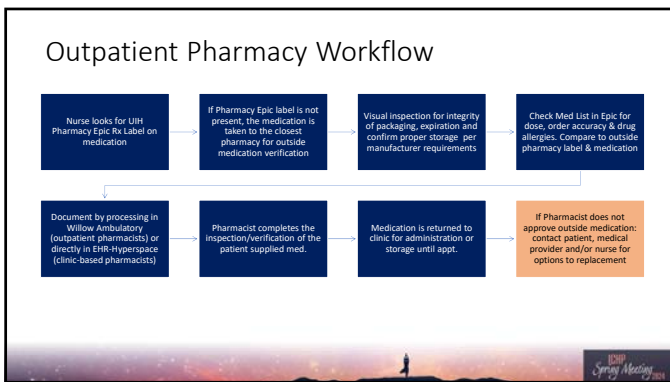 Outpatient Pharmacy Workflow
Nurse looks for UIH
Pharmacy Epic Rx Label on
medication
If Pharmacy Epic label is not
present, the medication is
taken to the closest
pharmacy for outside
medication verification
Visual inspection for integrity
of packaging, expiration and
confirm proper storage per
manufacturer requirements
Check Med List in Epic for
dose, order accuracy & drug
allergies. Compare to outside
pharmacy label & medication
Document by processing in
Willow Ambulatory
(outpatient pharmacists) or
directly in EHR-Hyperspace
(clinic-based pharmacists)
Pharmacist completes the
inspection/verification of the
patient supplied med.
Medication is returned to
clinic for administration or
storage until appt.
If Pharmacist does not
approve outside medication:
contact patient, medical
provider and/or nurse for
options to replacement
ICHP
Spring Meeting
2024